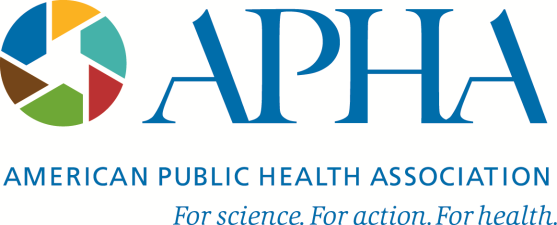 APHA
AMERICAN PUBLIC HEALTH ASSOCIATION
For science. For action. For health.